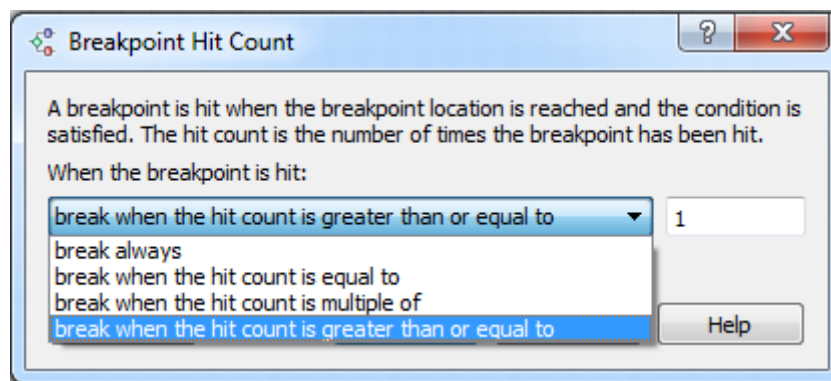 Breakpoint Hit Count
A breakpoint is hit when the breakpoint location is reached and the condition is
satisfied. The hit count is the number of times the breakpoint has been hit.
When the breakpoint is hit:
break when the hit count is greater than or equal to 1
break always
break when the hit count is equal to
break when the hit count is multiple of
break when the hit count is greater than or equal to
Help